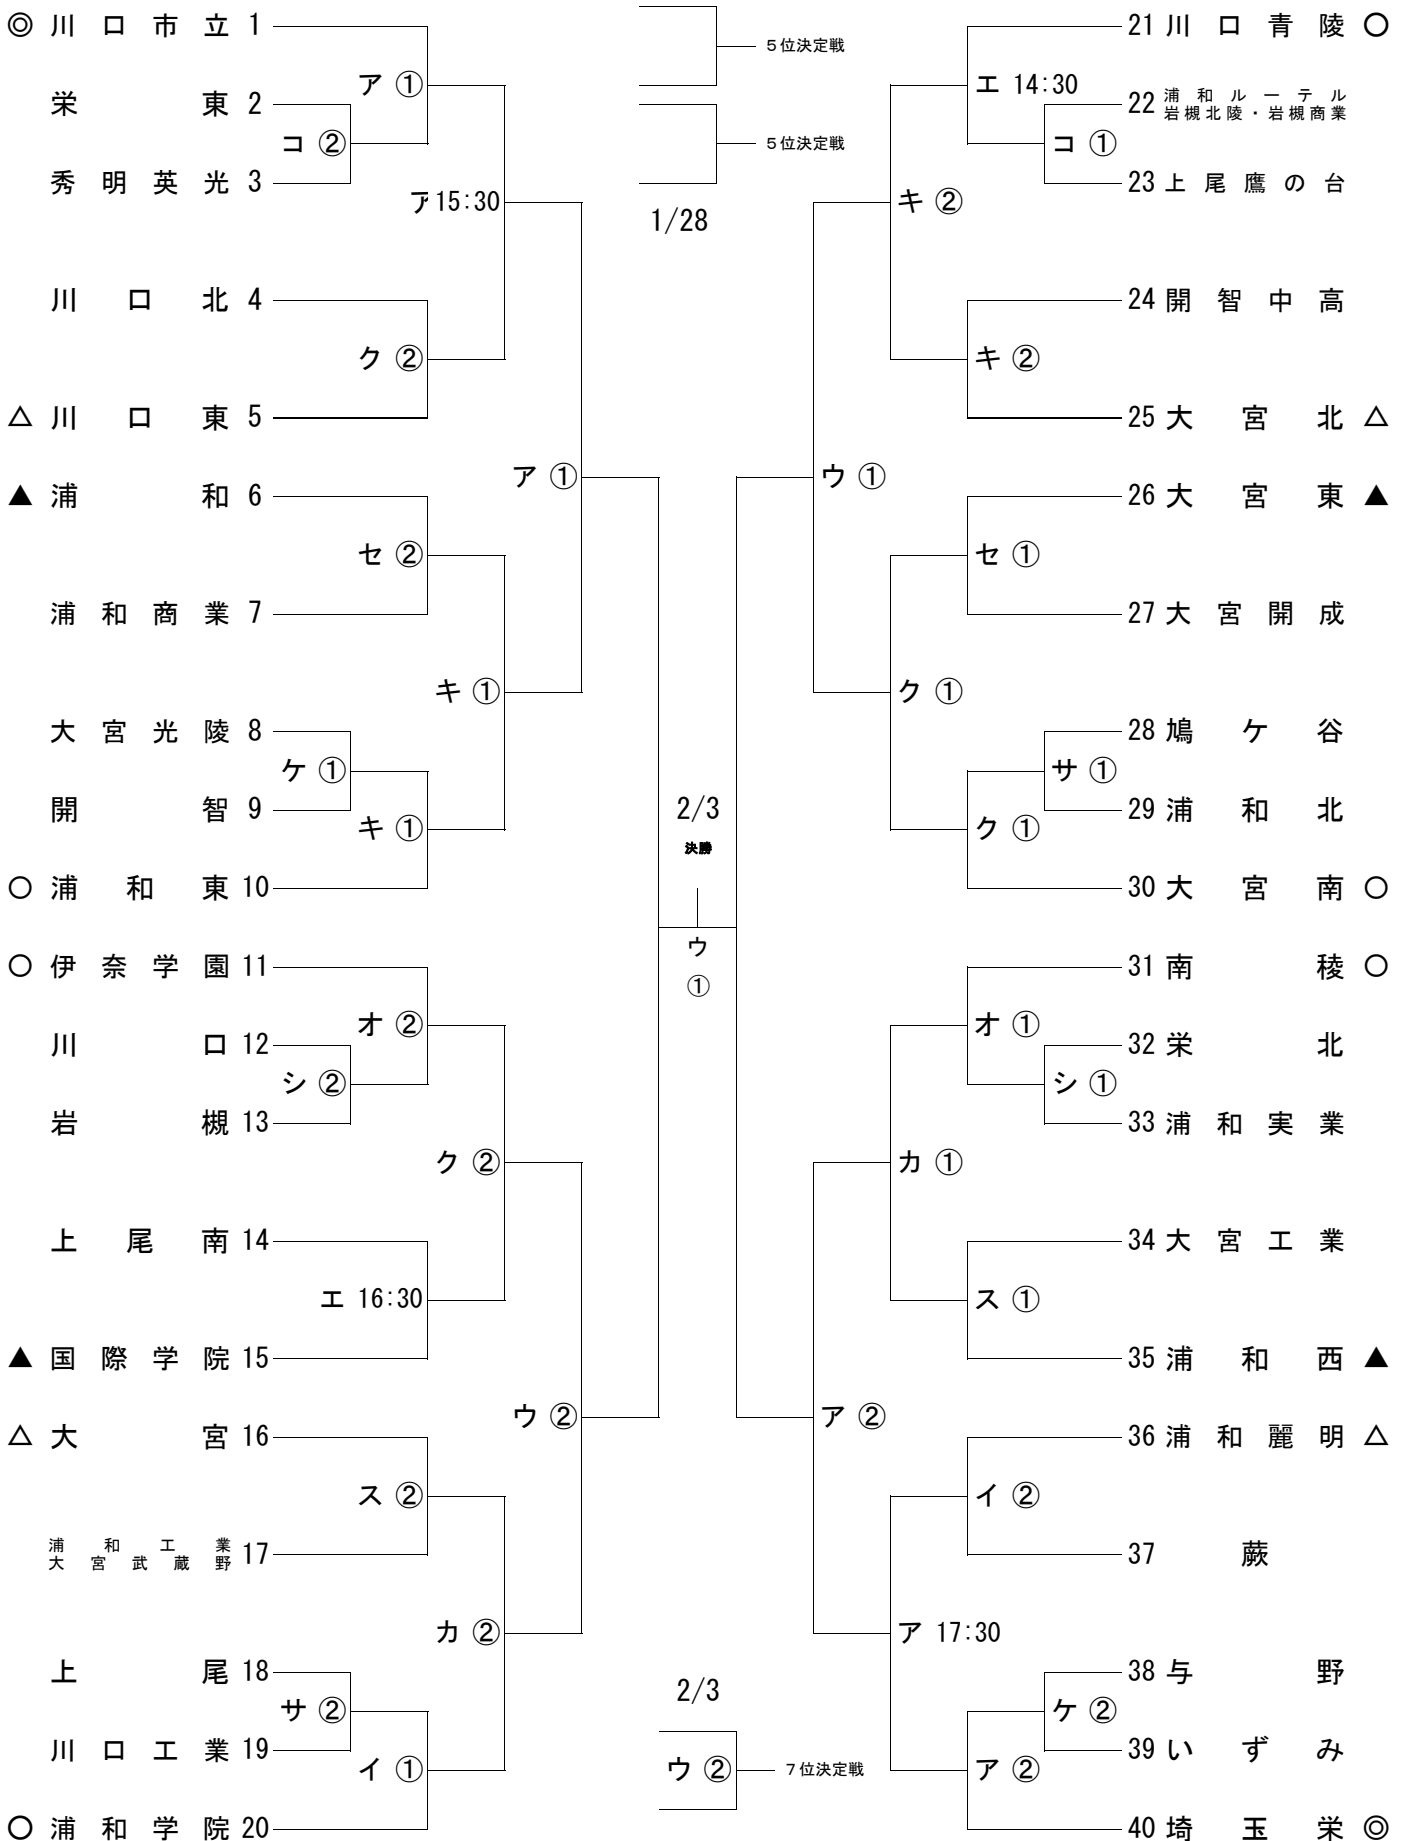 ◎ 川口市立 1
ア ①
栄東 2
コ ②
秀明英光 3
ア15:30
川口北 4
ク ②
△ 川口東 5
ア ①
▲ 浦和 6
セ ②
浦和商業 7
キ ①
大宮光陵 8
ケ ①
開智 9
キ ①
○ 浦和東 10
○ 伊奈学園 11
オ ②
川口 12
シ ②
岩槻 13
ク ②
上尾南 14
エ 16:30
▲ 国際学院 15
ウ ②
△ 大宮 16
ス ②
浦和工業
大宮武蔵野 17
カ ②
上尾 18
サ ②
川口工業 19
イ ①
○ 浦和学院 20
5位決定戦
5位決定戦
1/28
2/3
決勝
ウ
①
2/3
ウ ②
7位決定戦
21 川口青陵 ○
エ 14:30
22 浦和ルーテル
岩槻北陵・岩槻商業
コ ①
23 上尾鷹の台
キ ②
24 開智中高
キ ②
25 大宮北 △
ウ ①
26 大宮東 ▲
セ ①
27 大宮開成
ク ①
28 鳩ケ谷
サ ①
29 浦和北
ク ①
30 大宮南 ○
31 南稜 ○
オ ①
32 栄北
シ ①
33 浦和実業
カ ①
34 大宮工業
ス ①
35 浦和西 ▲
ア ②
36 浦和麗明 △
イ ②
37 蕨
ア 17:30
38 与野
ケ ②
39 いずみ
ア ②
40 埼玉栄 ◎